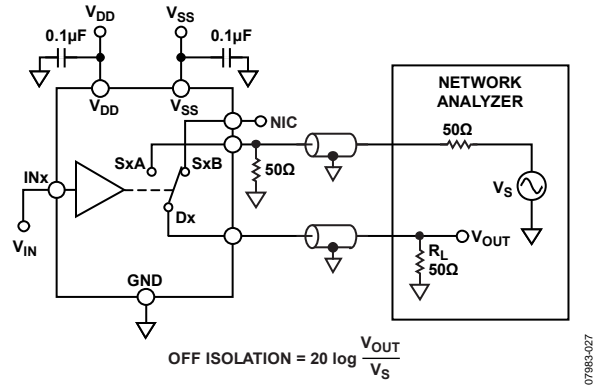 VDD
VSS
0.1µF
0.1µF
VDD
VSS
NIC
NETWORK
ANALYZER
50Ω
SxA
SxB
50Ω
INx
VS
Dx
VOUT
VIN
RL
50Ω
GND
OFF ISOLATION = 20 log VOUT
VS
07983-027